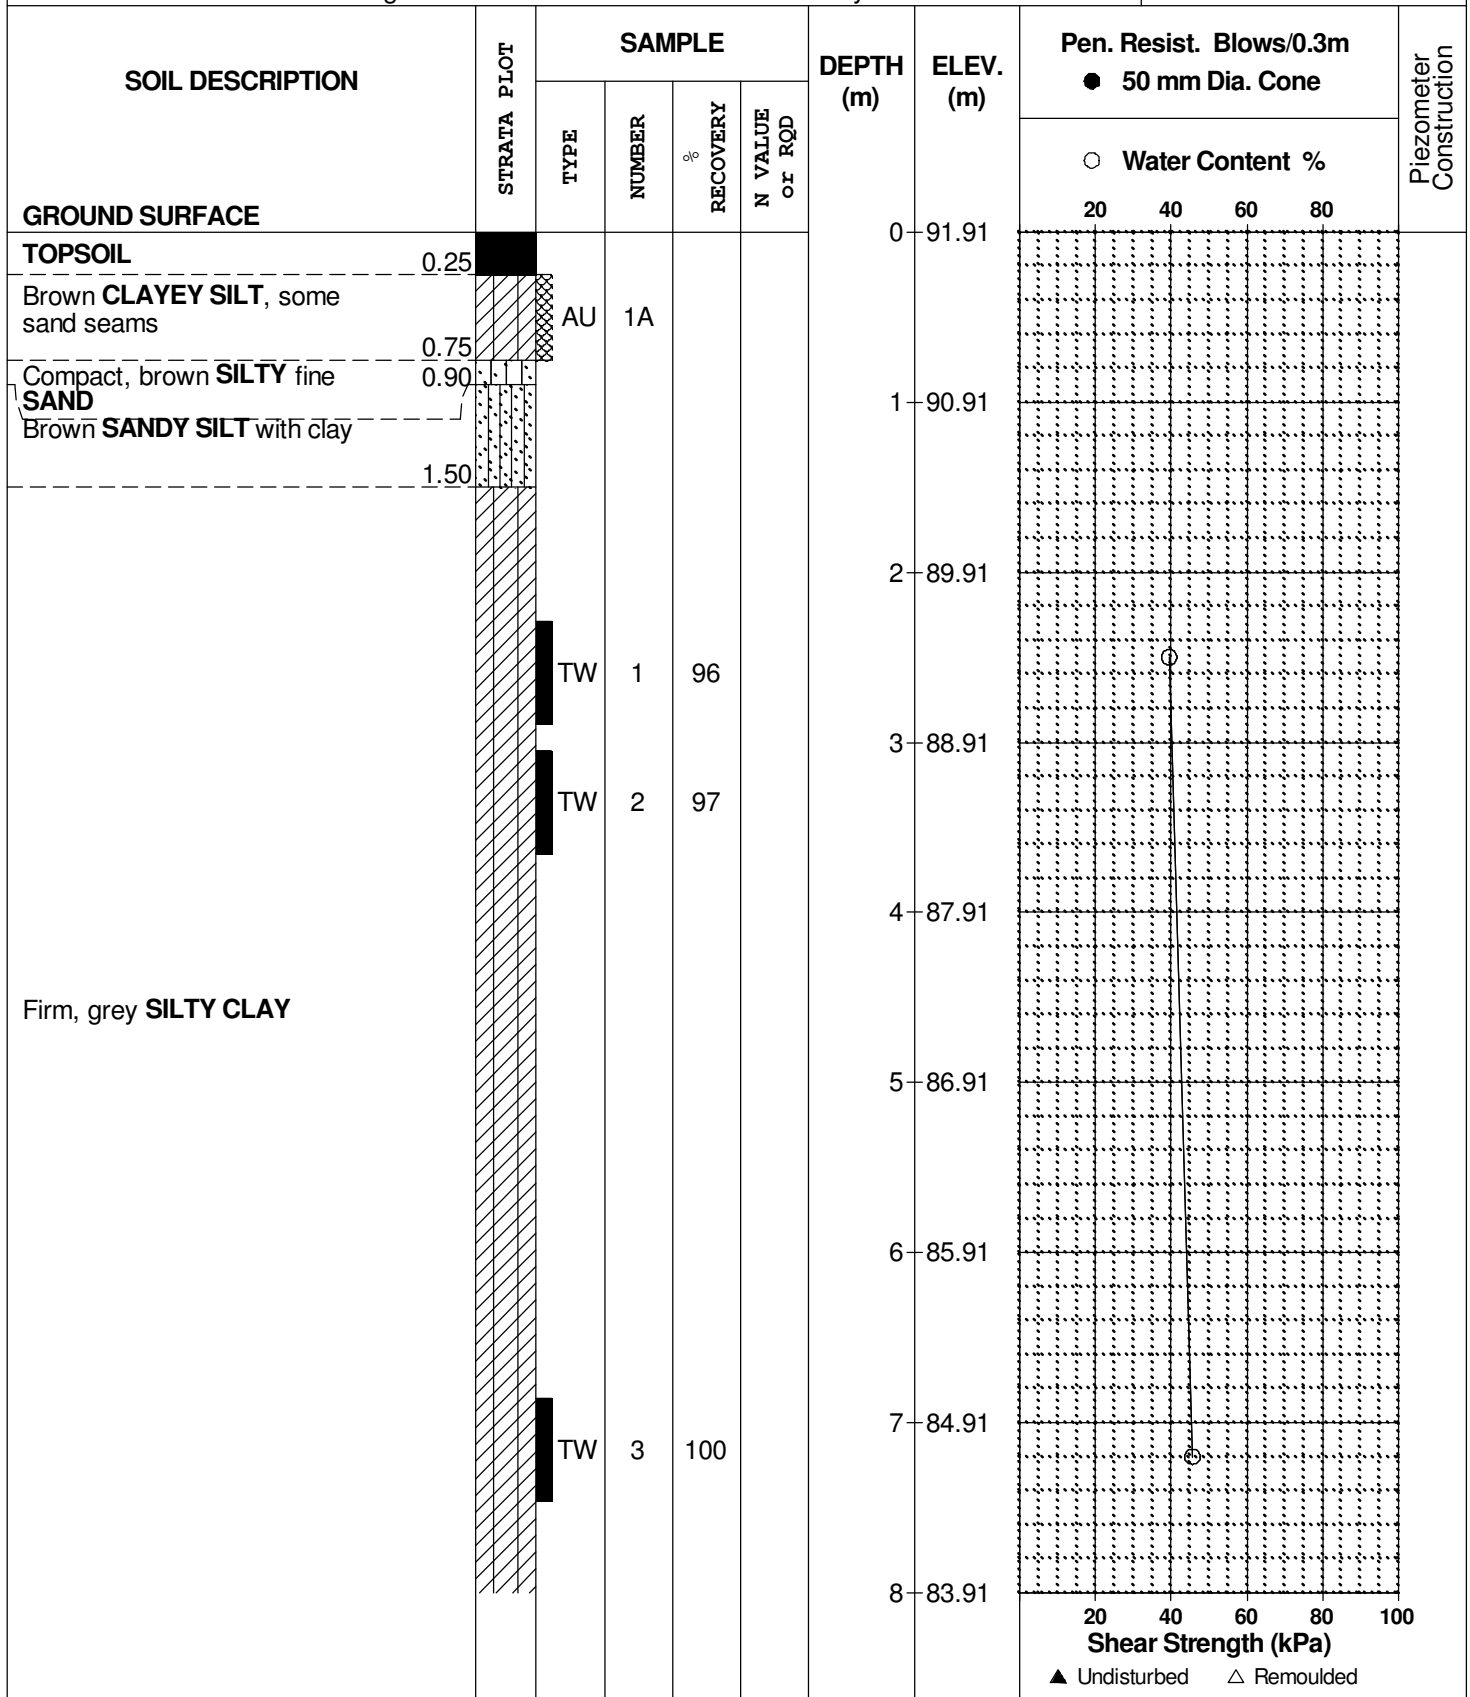 SOIL DESCRIPTION
STRATA PLOT
SAMPLE
TYPE
NUMBER
% RECOVERY
N VALUE or RQD
DEPTH (m)
ELEV. (m)
Pen. Resist. Blows/0.3m
● 50 mm Dia. Cone
○ Water Content %
20 40 60 80
Piezometer Construction
GROUND SURFACE
0 91.91
TOPSOIL 0.25
Brown CLAYEY SILT, some
sand seams
0.75
AU 1A
Compact, brown SILTY fine 0.90
SAND
1 90.91
Brown SANDY SILT with clay
1.50
2 89.91
TW 1 96
3 88.91
TW 2 97
4 87.91
Firm, grey SILTY CLAY
5 86.91
6 85.91
7 84.91
TW 3 100
8 83.91
20 40 60 80 100
Shear Strength (kPa)
▲ Undisturbed △ Remoulded